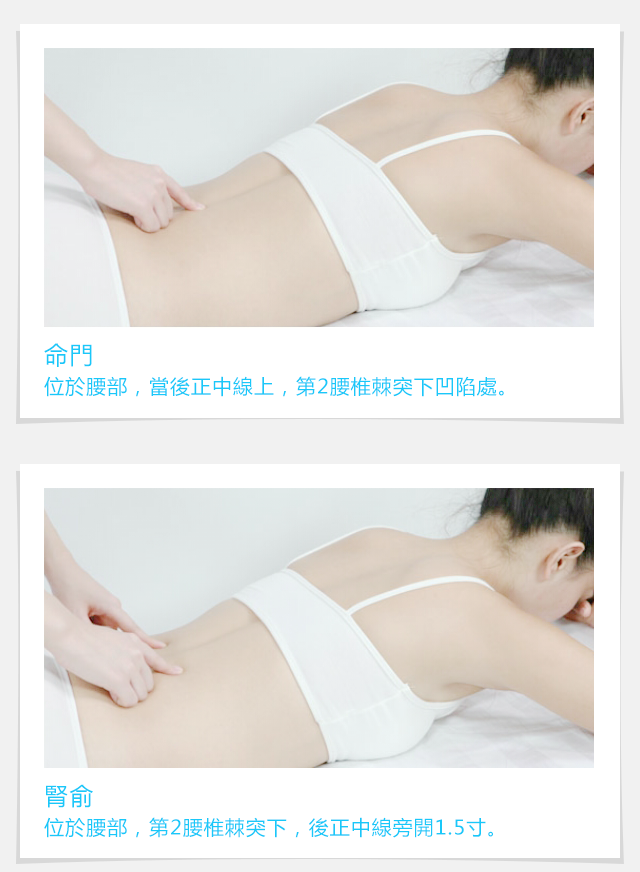 命門
位於腰部，當後正中線上，第2腰椎棘突下凹陷處。
腎俞
位於腰部，第2腰椎棘突下，後正中線旁開1.5寸。